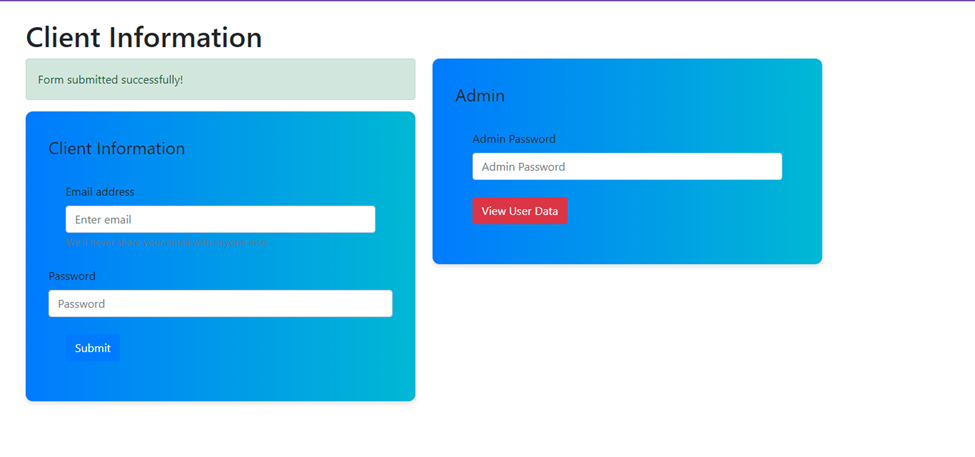 Client Information
Form submitted successfully!
Client Information
Email address
Enter email
We'll never share your email with anyone else.
Password
Password
Submit
Admin
Admin Password
Admin Password
View User Data